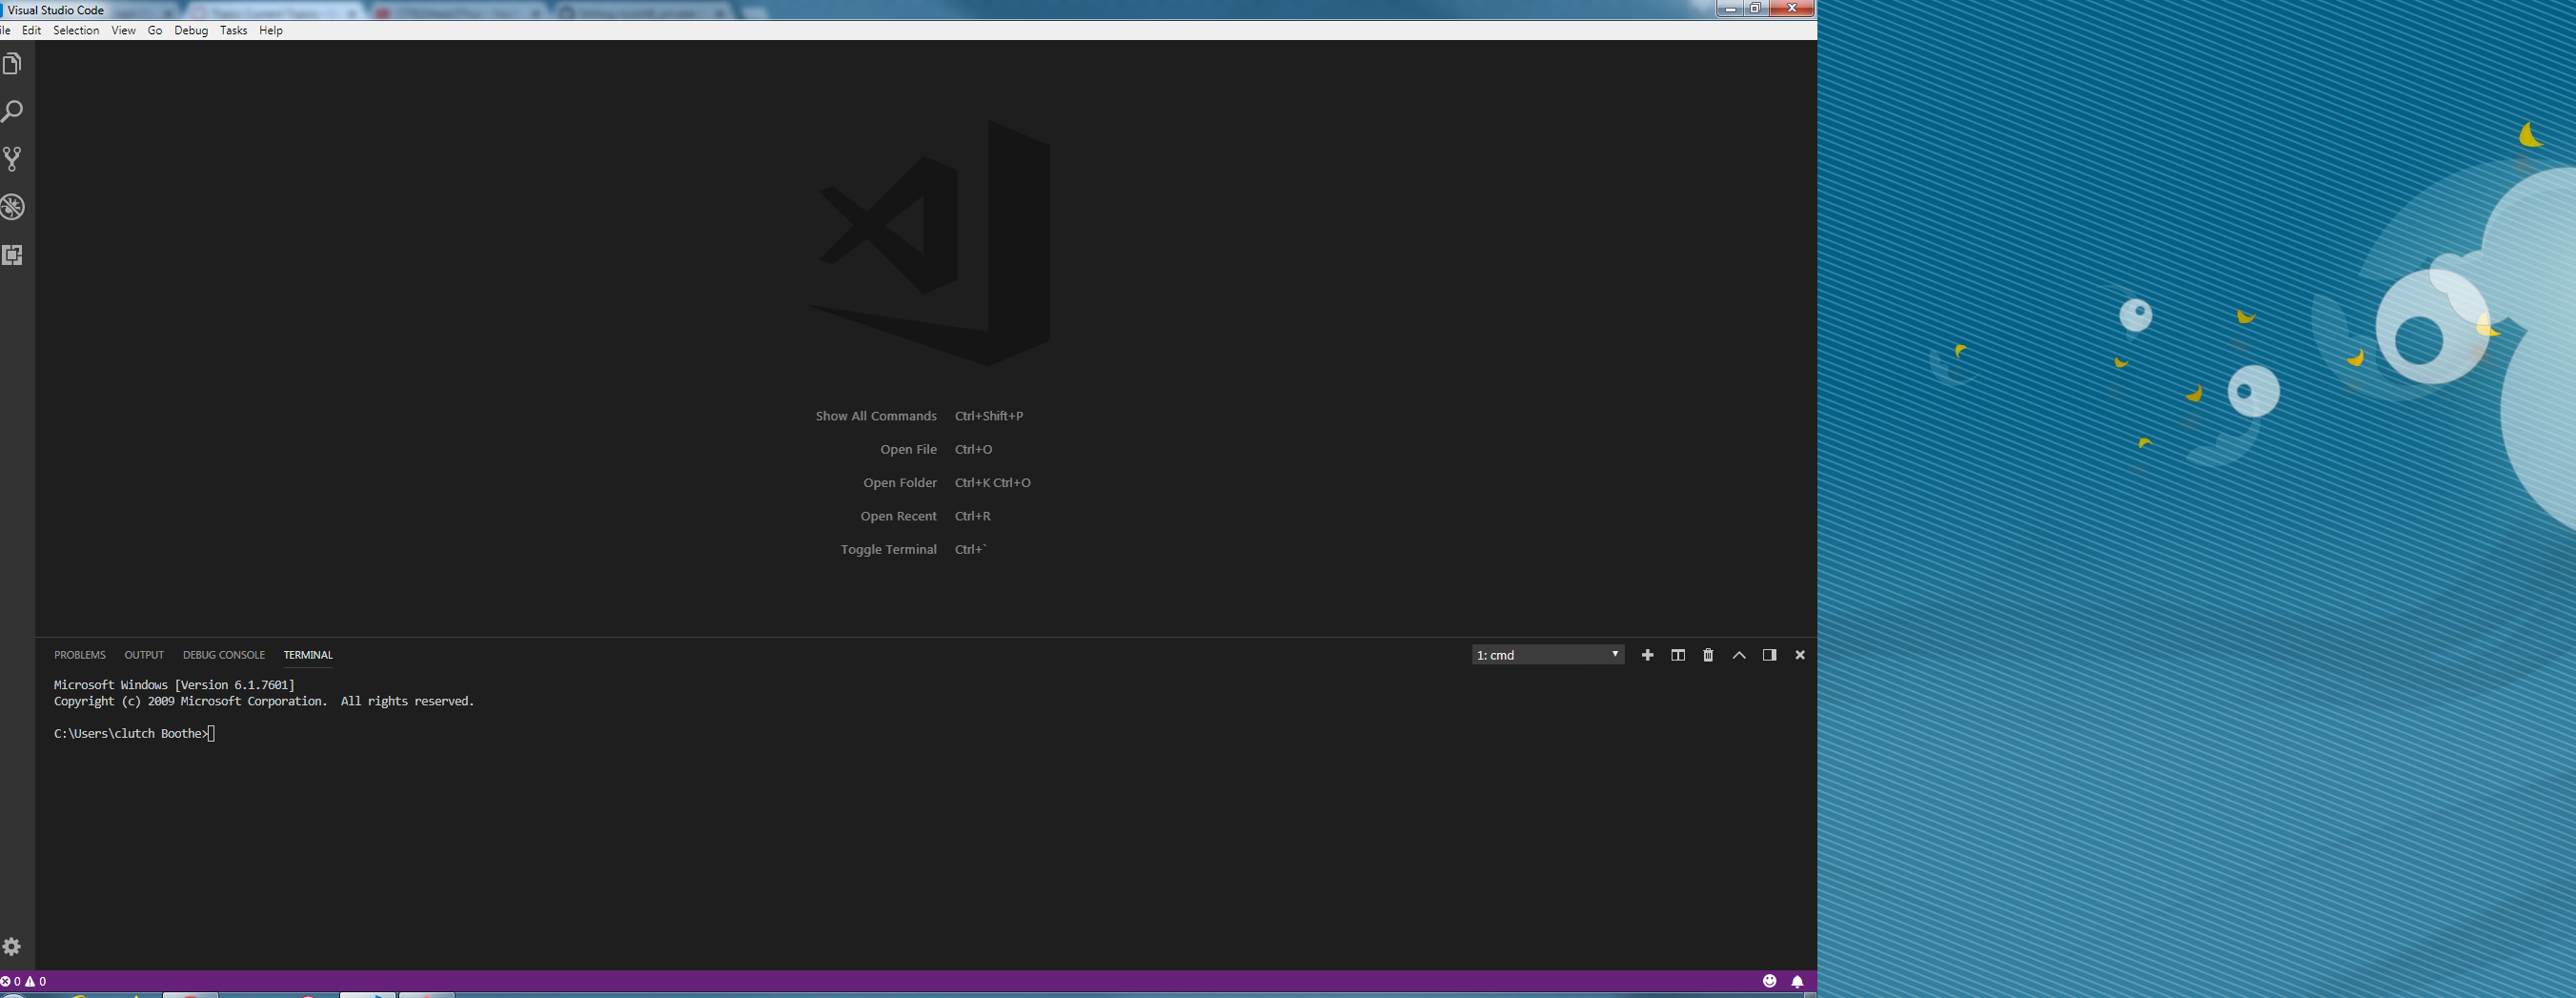 Visual Studio Code
ile Edit Selection View Go Debug Tasks Help
Show All Commands Ctrl+Shift+P
Open File Ctrl+O
Open Folder Ctrl+K Ctrl+O
Open Recent Ctrl+R
Toggle Terminal Ctrl+`
PROBLEMS OUTPUT DEBUG CONSOLE TERMINAL 1: cmd
Microsoft Windows [Version 6.1.7601]
Copyright (c) 2009 Microsoft Corporation. All rights reserved.
C:\Users\clutch Boothe>
0 0